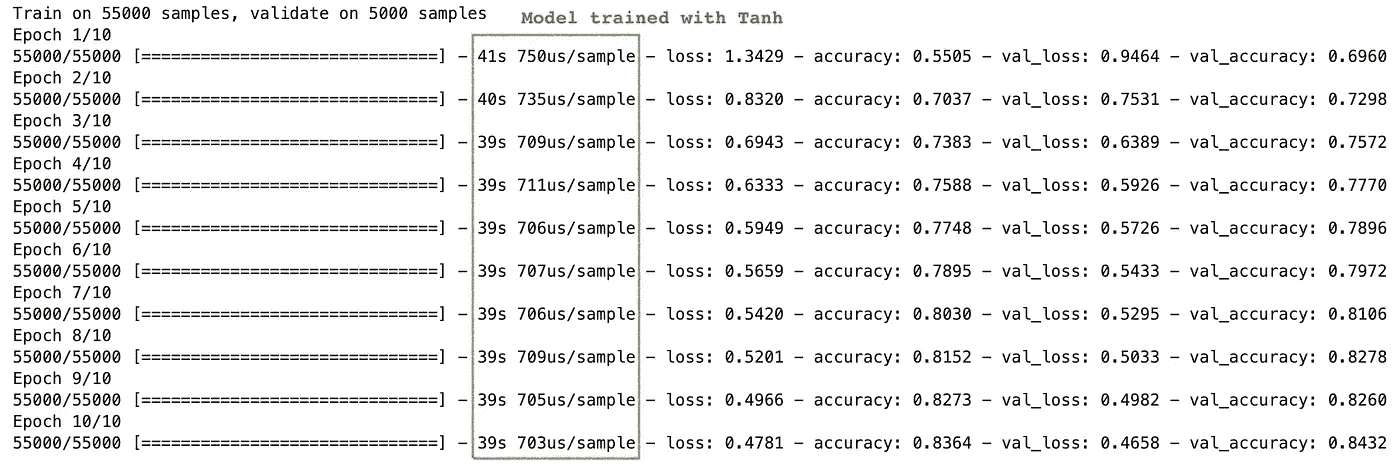 Train on 55000 samples, validate on 5000 samples
Model trained with Tanh
Epoch 1/10
55000/55000 [==============================] – 41s 750us/sample – loss: 1.3429 – accuracy: 0.5505 – val_loss: 0.9464 – val_accuracy: 0.6960
Epoch 2/10
55000/55000 [==============================] – 40s 735us/sample – loss: 0.8320 – accuracy: 0.7037 – val_loss: 0.7531 – val_accuracy: 0.7298
Epoch 3/10
55000/55000 [==============================] – 39s 709us/sample – loss: 0.6943 – accuracy: 0.7383 – val_loss: 0.6389 – val_accuracy: 0.7572
Epoch 4/10
55000/55000 [==============================] – 39s 711us/sample – loss: 0.6333 – accuracy: 0.7588 – val_loss: 0.5926 – val_accuracy: 0.7770
Epoch 5/10
55000/55000 [==============================] – 39s 706us/sample – loss: 0.5949 – accuracy: 0.7748 – val_loss: 0.5726 – val_accuracy: 0.7896
Epoch 6/10
55000/55000 [==============================] – 39s 707us/sample – loss: 0.5659 – accuracy: 0.7895 – val_loss: 0.5433 – val_accuracy: 0.7972
Epoch 7/10
55000/55000 [==============================] – 39s 706us/sample – loss: 0.5420 – accuracy: 0.8030 – val_loss: 0.5295 – val_accuracy: 0.8106
Epoch 8/10
55000/55000 [==============================] – 39s 709us/sample – loss: 0.5201 – accuracy: 0.8152 – val_loss: 0.5033 – val_accuracy: 0.8278
Epoch 9/10
55000/55000 [==============================] – 39s 705us/sample – loss: 0.4966 – accuracy: 0.8273 – val_loss: 0.4982 – val_accuracy: 0.8260
Epoch 10/10
55000/55000 [==============================] – 39s 703us/sample – loss: 0.4781 – accuracy: 0.8364 – val_loss: 0.4658 – val_accuracy: 0.8432